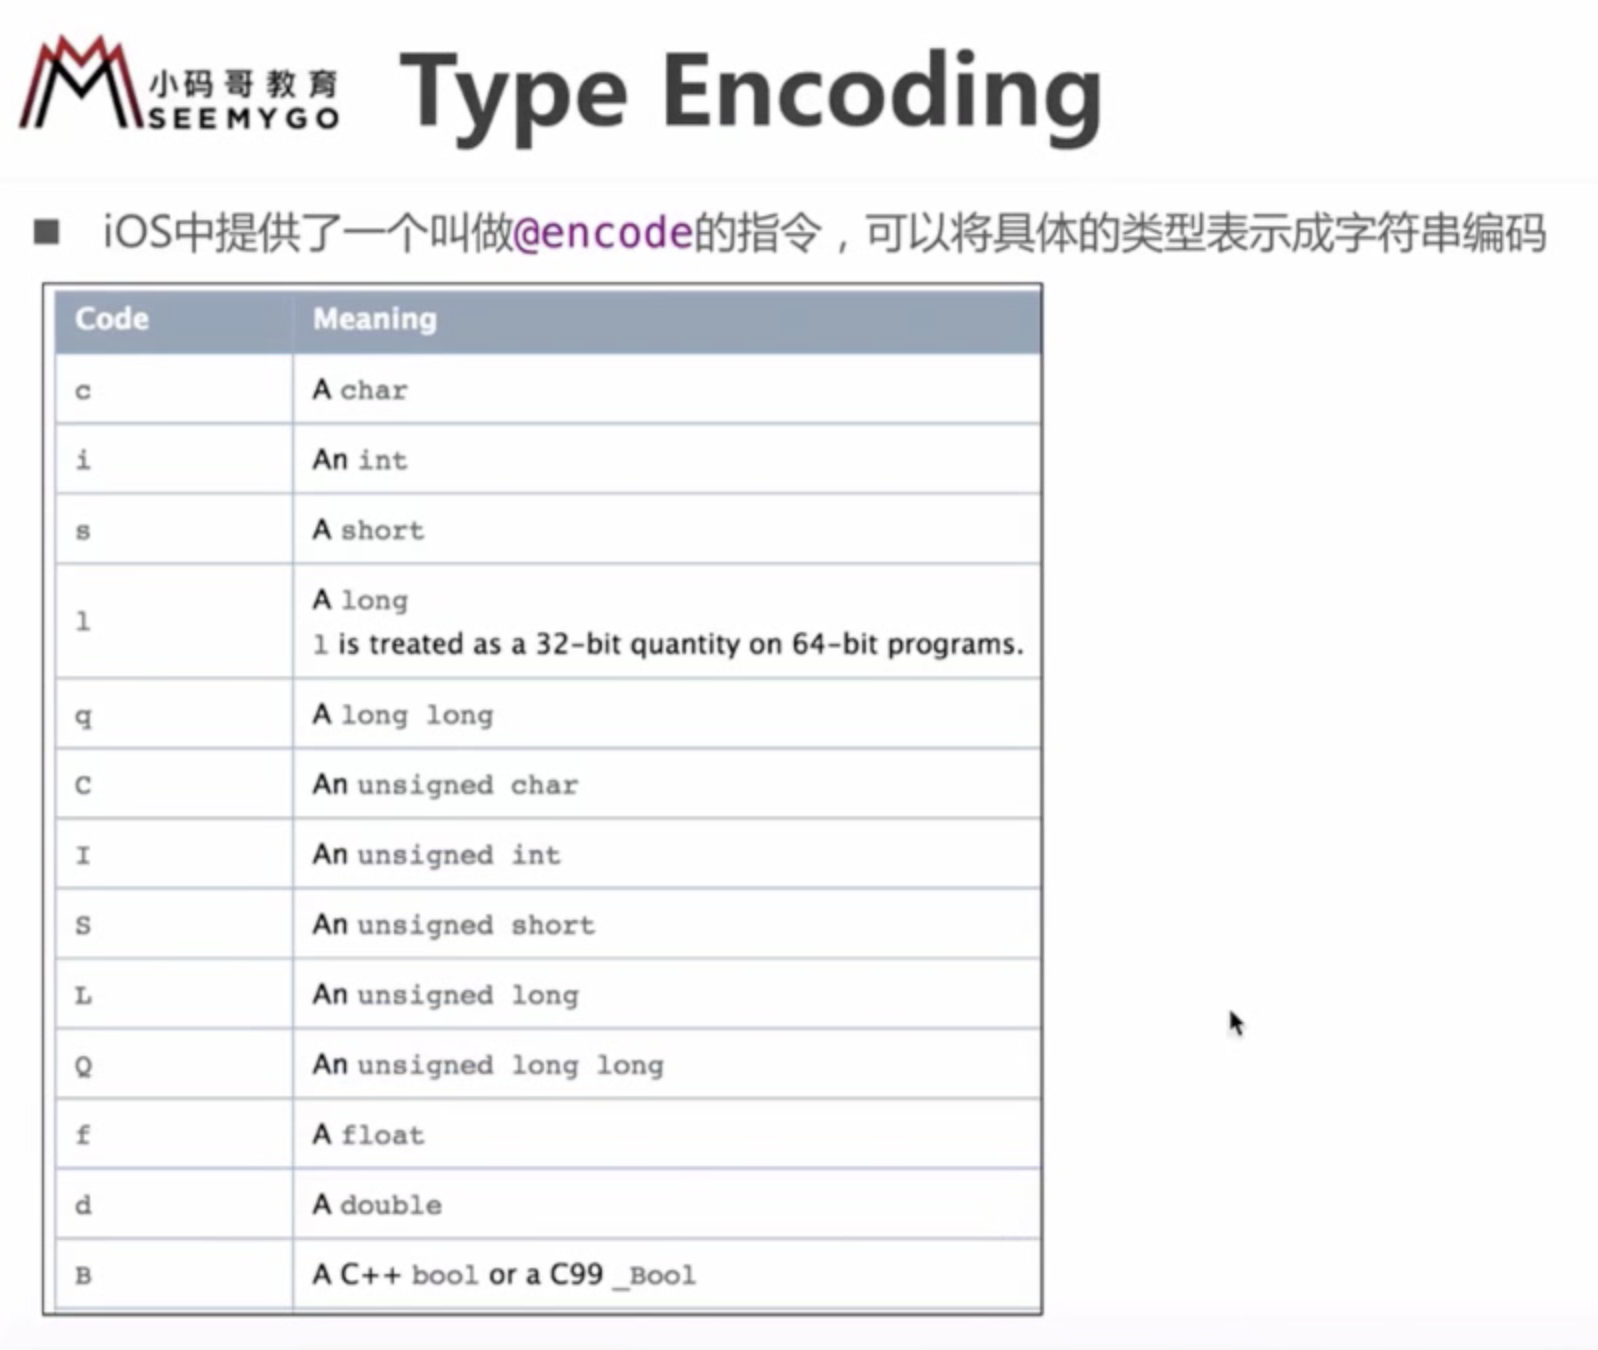 小码哥教育
SEEMYGO
Type Encoding
■ iOS中提供了一个叫做@encode的指令，可以将具体的类型表示成字符串编码
Code Meaning
c A char
i An int
s A short
l A long
l is treated as a 32-bit quantity on 64-bit programs.
q A long long
C An unsigned char
I An unsigned int
S An unsigned short
L An unsigned long
Q An unsigned long long
f A float
d A double
B A C++ bool or a C99 _Bool